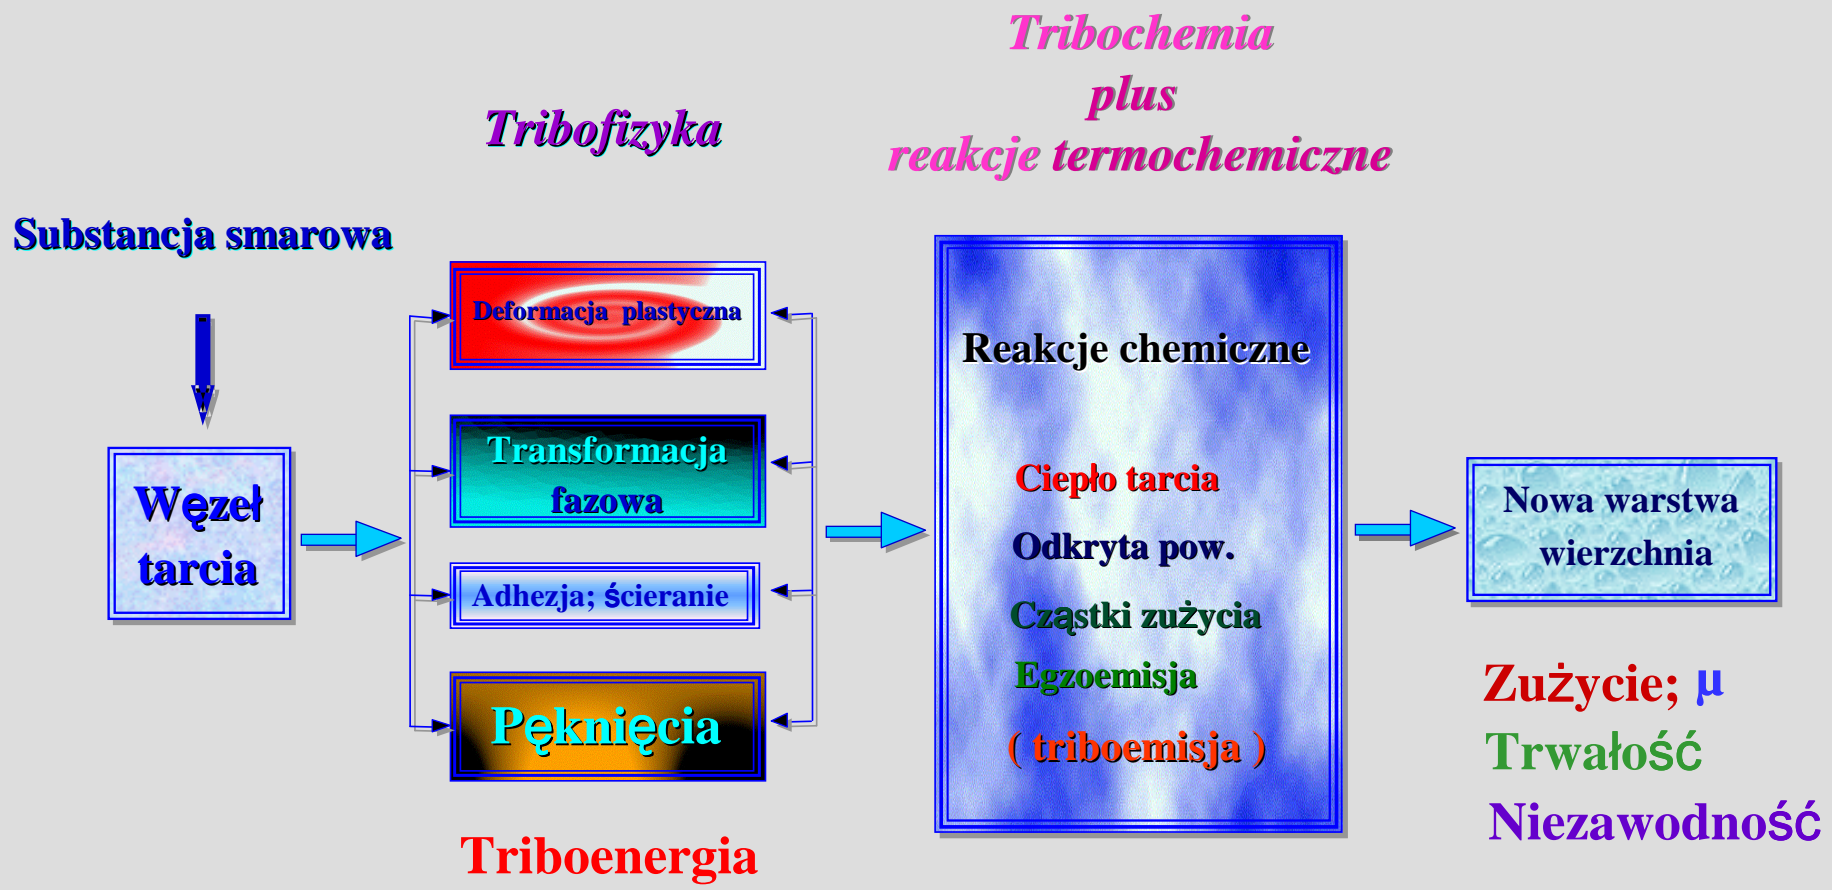 Tribochemia
plus
reakcje termochemiczne
Tribofizyka
Substancja smarowa
Węzeł
tarcia
Deformacja plastyczna
Transformacja
fazowa
Adhezja; ścieranie
Pęknięcia
Triboenergia
Reakcje chemiczne
Ciepło tarcia
Odkryta pow.
Cząstki zużycia
Egzoemisja
( triboemisja )
Nowa warstwa
wierzchnia
Zużycie; μ
Trwałość
Niezawodność